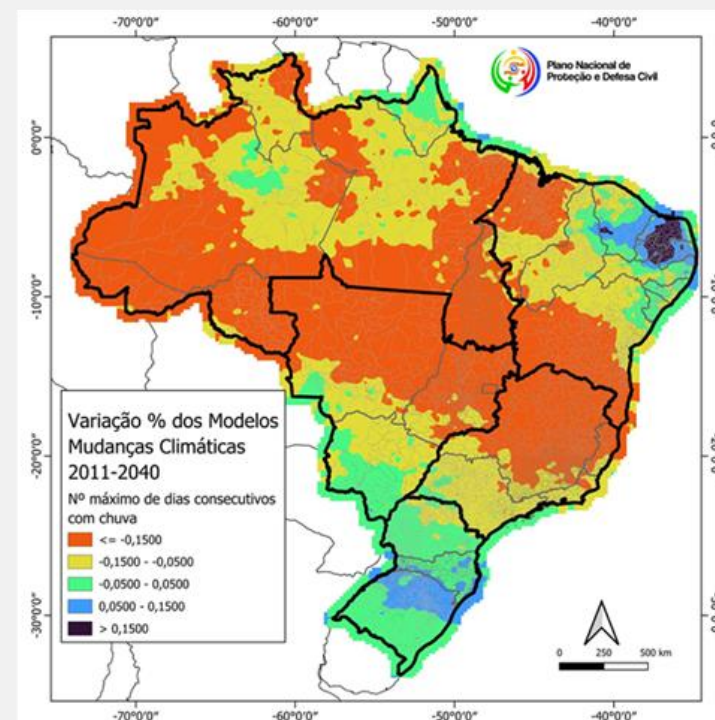 -70°0'0" -60°0'0" -50°0'0" -40°0'0"
Plano Nacional de
Proteção e Defesa Civil
0°0'0"
-10°0'0"
-20°0'0"
-30°0'0"
Variação % dos Modelos
Mudanças Climáticas
2011-2040
Nº máximo de dias consecutivos
com chuva
<= -0,1500
-0,1500 - -0,0500
-0,0500 - 0,0500
0,0500 - 0,1500
> 0,1500
0 250 500 km
-70°0'0" -60°0'0" -50°0'0" -40°0'0"